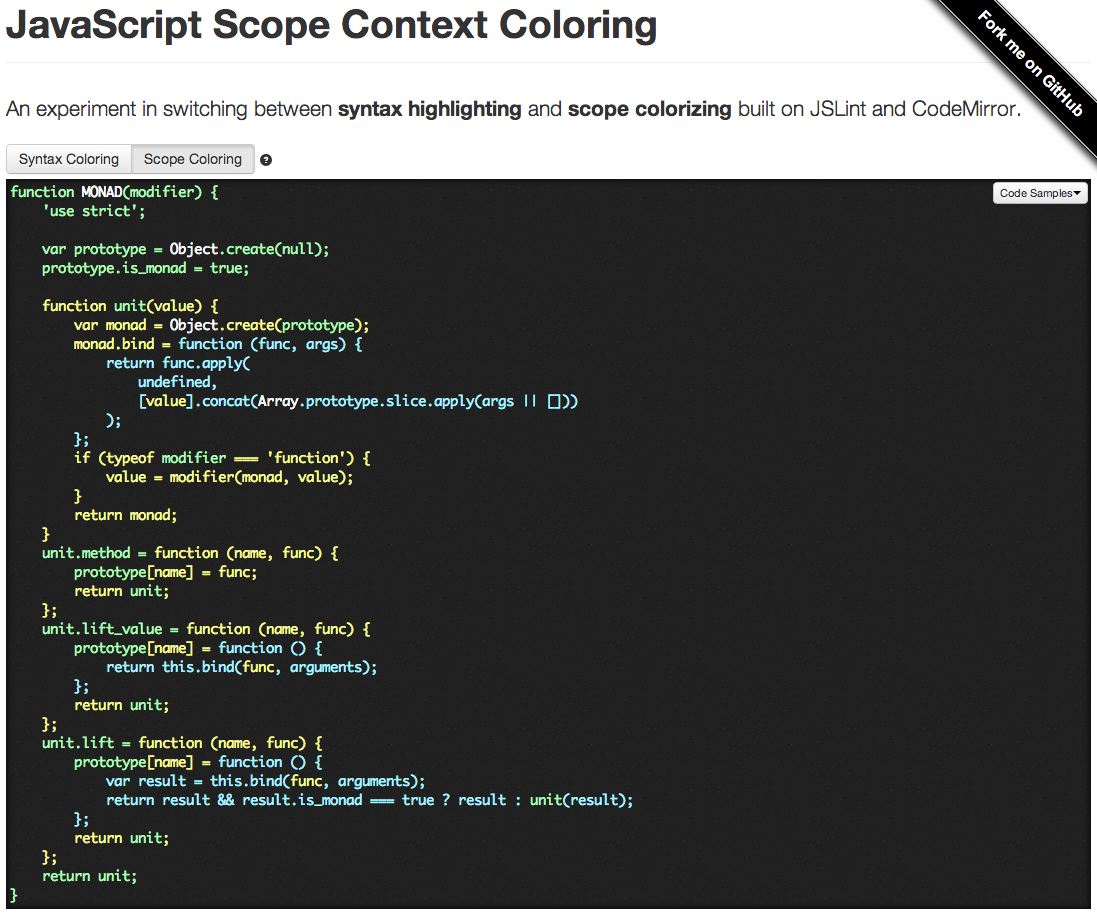 JavaScript Scope Context Coloring
Fork me on GitHub
An experiment in switching between syntax highlighting and scope colorizing built on JSLint and CodeMirror.
Syntax Coloring Scope Coloring ?
Code Samples
function MONAD(modifier) {
    'use strict';

    var prototype = Object.create(null);
    prototype.is_monad = true;

    function unit(value) {
        var monad = Object.create(prototype);
        monad.bind = function (func, args) {
            return func.apply(
                undefined,
                [value].concat(Array.prototype.slice.apply(args || []))
            );
        };
        if (typeof modifier === 'function') {
            value = modifier(monad, value);
        }
        return monad;
    }
    unit.method = function (name, func) {
        prototype[name] = func;
        return unit;
    };
    unit.lift_value = function (name, func) {
        prototype[name] = function () {
            return this.bind(func, arguments);
        };
        return unit;
    };
    unit.lift = function (name, func) {
        prototype[name] = function () {
            var result = this.bind(func, arguments);
            return result && result.is_monad === true ? result : unit(result);
        };
        return unit;
    };
    return unit;
}